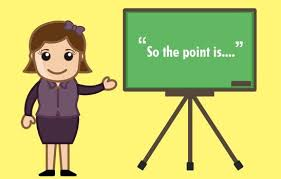 “So the point is....”